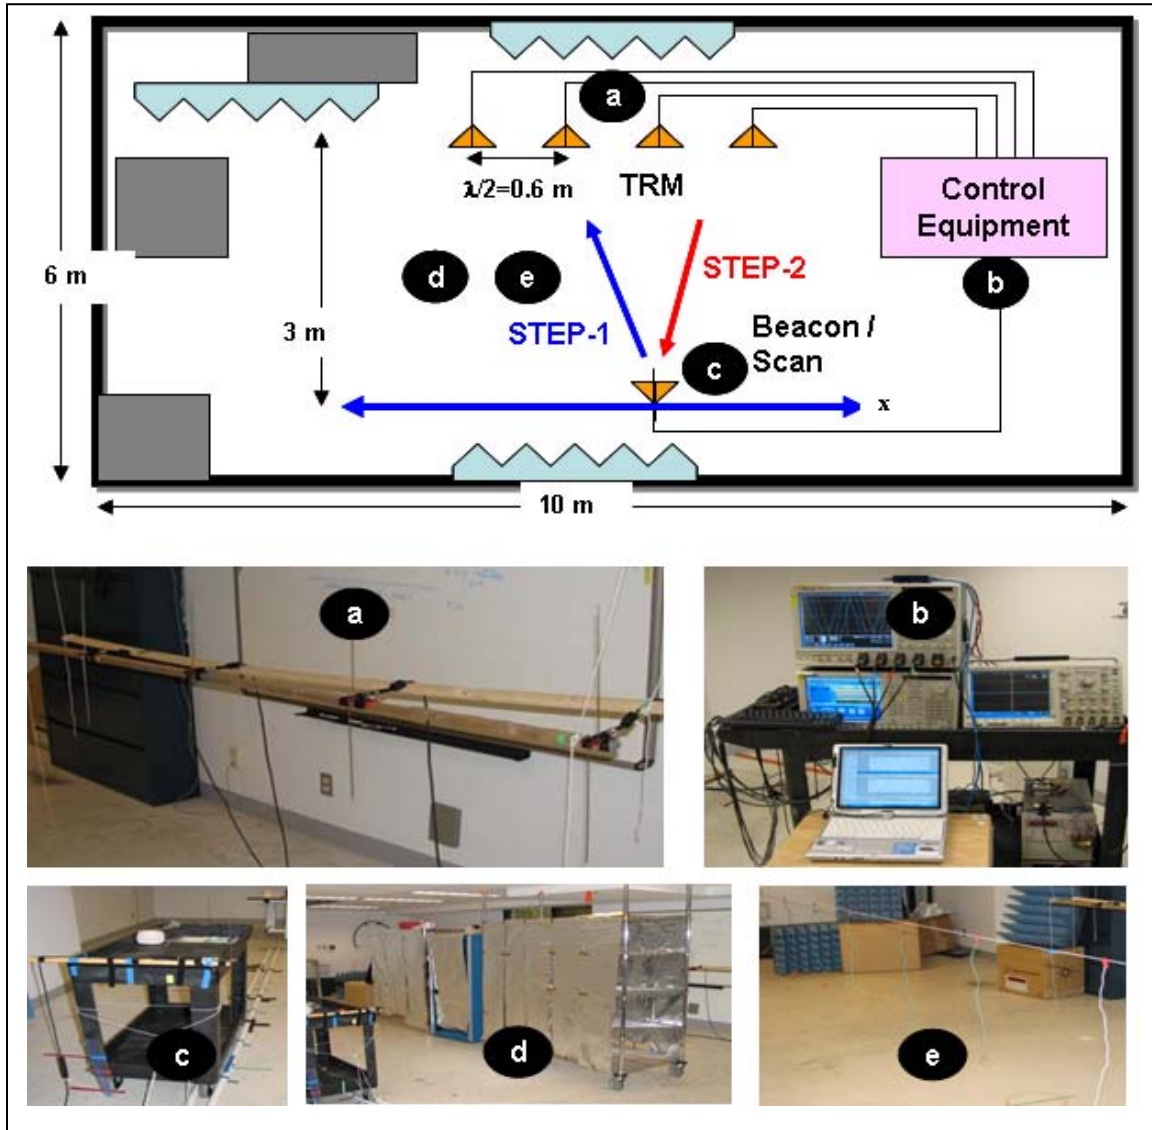 a
λ/2=0.6 m
TRM
Control
Equipment
6 m
d
e
STEP-2
b
3 m
STEP-1
Beacon /
Scan
c
x
10 m
a
b
c
d
e